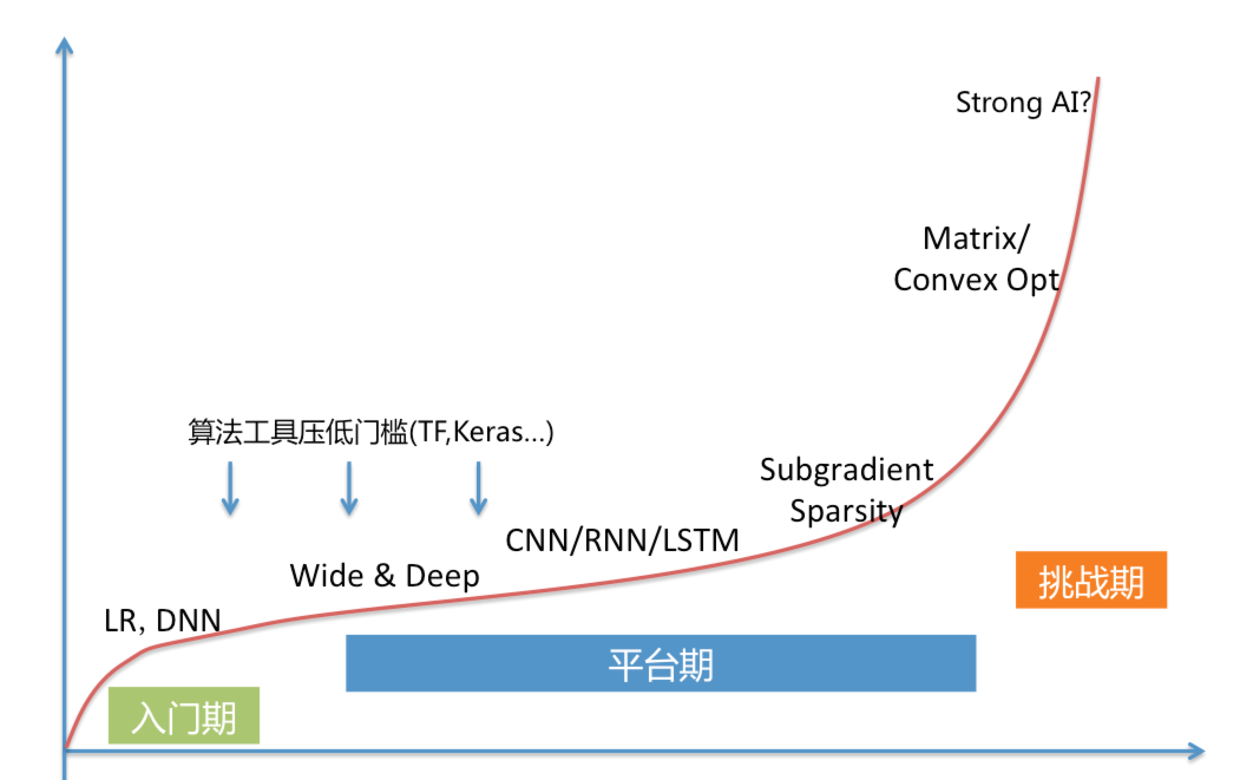 Strong AI?
Matrix/
Convex Opt
算法工具压低门槛(TF,Keras...)
Subgradient
Sparsity
CNN/RNN/LSTM
Wide & Deep
LR, DNN
挑战期
平台期
入门期